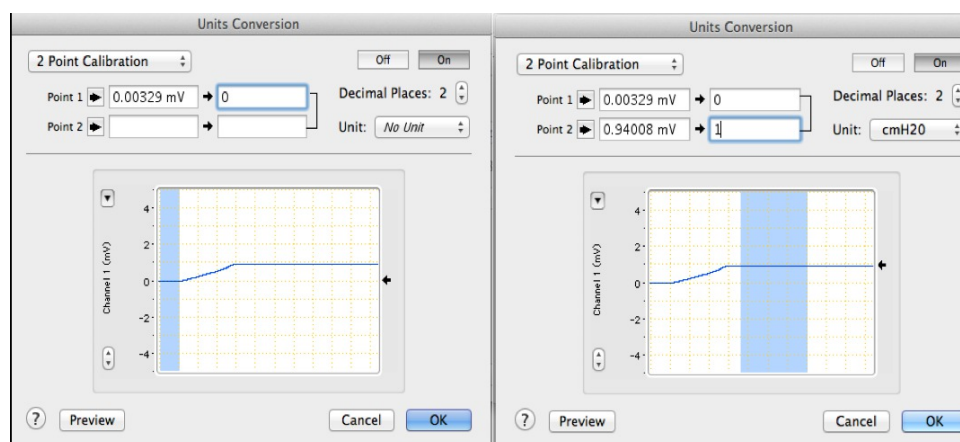 Units Conversion
2 Point Calibration
Off On
Point 1 0.00329 mV 0
Decimal Places: 2
Point 2
Unit: No Unit
Channel 1 (mV)
4
2
0
-2
-4
? Preview Cancel OK
Units Conversion
2 Point Calibration
Off On
Point 1 0.00329 mV 0
Decimal Places: 2
Point 2 0.94008 mV 1
Unit: cmH20
Channel 1 (mV)
4
2
0
-2
-4
? Preview Cancel OK